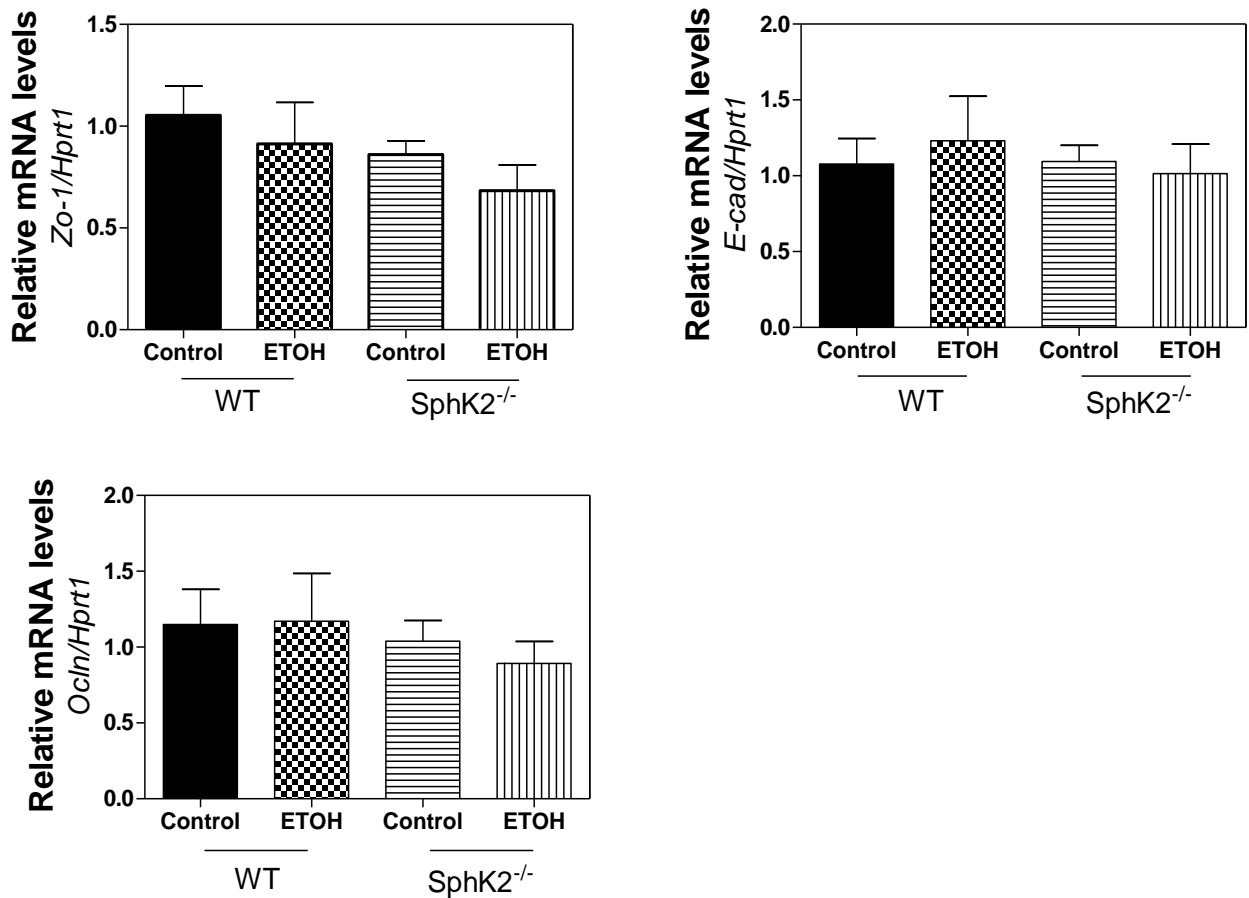 Relative mRNA levels
Zo-1/Hprt1
1.5
1.0
0.5
0.0
Control ETOH Control ETOH
WT SphK2-/-
Relative mRNA levels
E-cad/Hprt1
2.0
1.5
1.0
0.5
0.0
Control ETOH Control ETOH
WT SphK2-/-
Relative mRNA levels
Ocln/Hprt1
2.0
1.5
1.0
0.5
0.0
Control ETOH Control ETOH
WT SphK2-/-